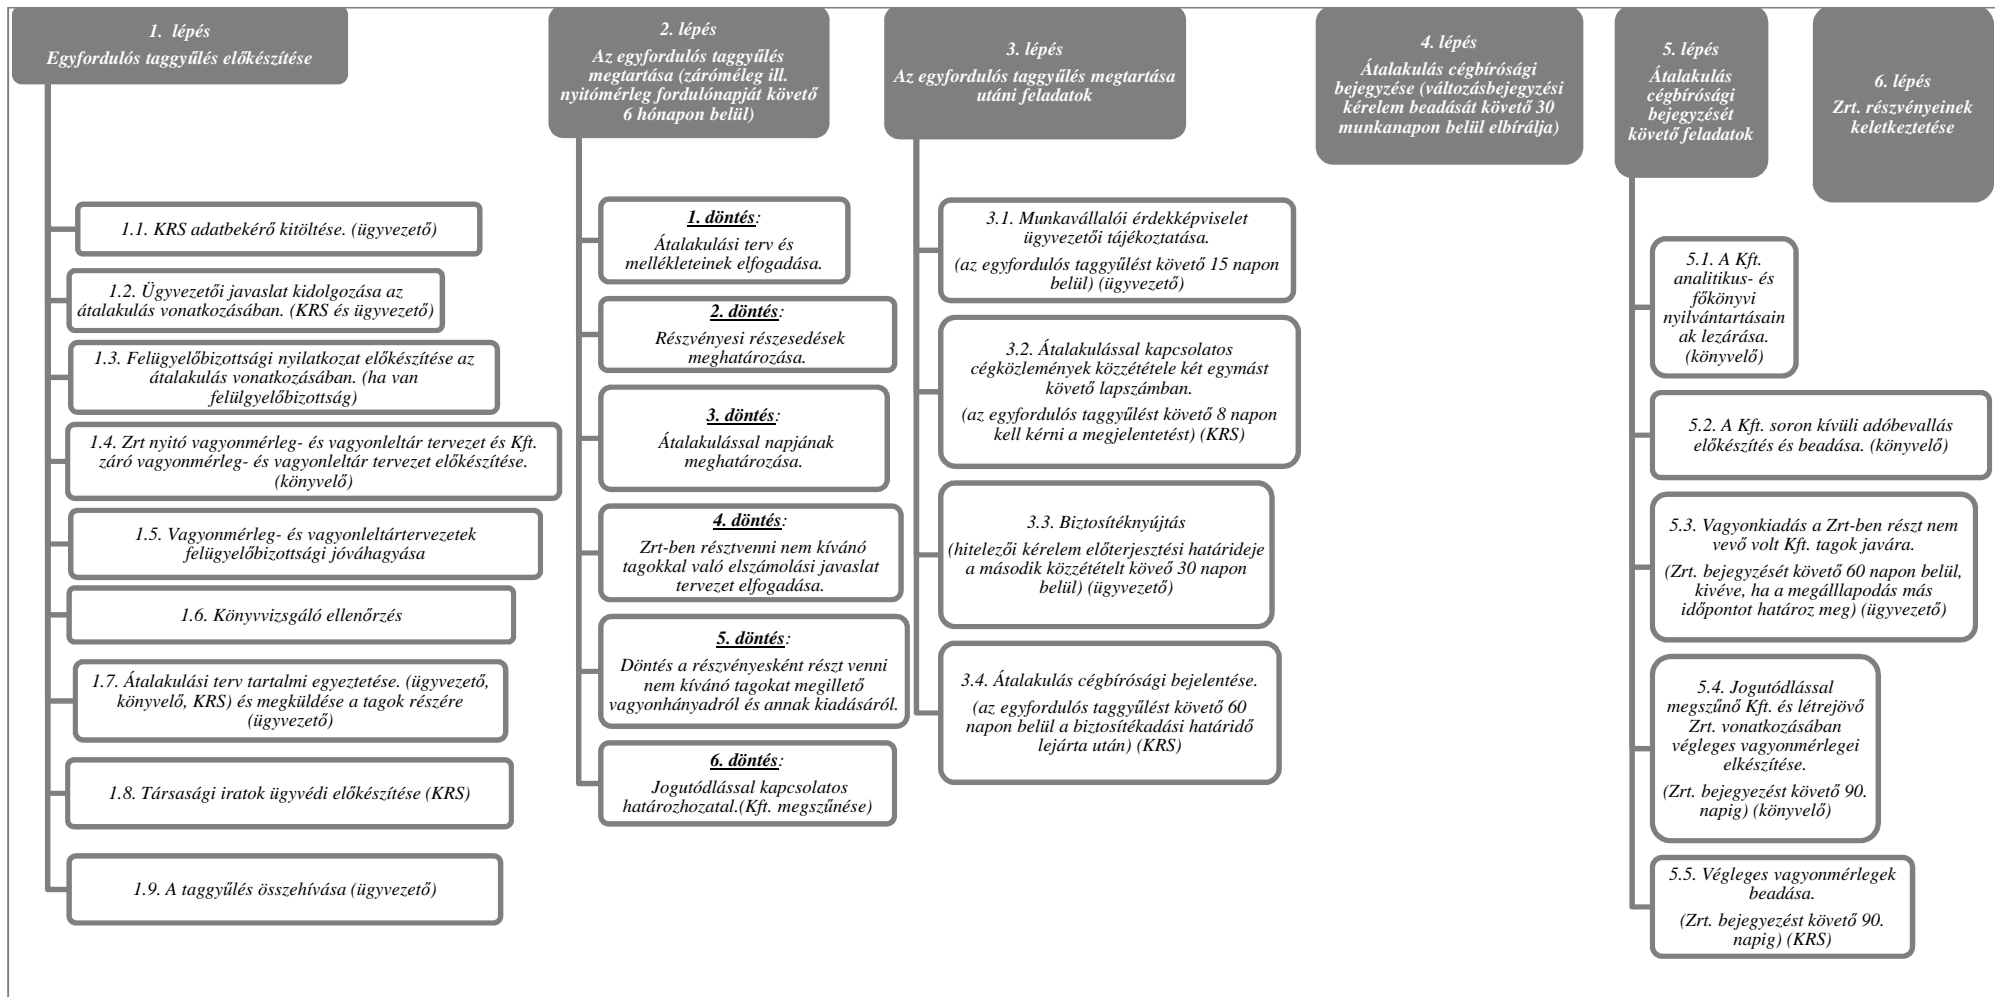 1. lépés
Egyfordulós taggyűlés előkészítése
1.1. KRS adatbekérő kitöltése. (ügyvezető)
1.2. Ügyvezetői javaslat kidolgozása az
átalakulás vonatkozásában. (KRS és ügyvezető)
1.3. Felügyelőbizottsági nyilatkozat előkészítése az
átalakulás vonatkozásában. (ha van
felülgyelőbizottság)
1.4. Zrt nyitó vagyonmérleg- és vagyonleltár tervezet és Kft.
záró vagyonmérleg- és vagyonleltár tervezet előkészítése.
(könyvelő)
1.5. Vagyonmérleg- és vagyonleltártervezetek
felügyelőbizottsági jóváhagyása
1.6. Könyvvizsgáló ellenőrzés
1.7. Átalakulási terv tartalmi egyeztetése. (ügyvezető,
könyvelő, KRS) és megküldése a tagok részére
(ügyvezető)
1.8. Társasági iratok ügyvédi előkészítése (KRS)
1.9. A taggyűlés összehívása (ügyvezető)
2. lépés
Az egyfordulós taggyűlés
megtartása (záróméleg ill.
nyitómérleg fordulónapját követő
6 hónapon belül)
1. döntés:
Átalakulási terv és
mellékleteinek elfogadása.
2. döntés:
Részvényesi részesedések
meghatározása.
3. döntés:
Átalakulással napjának
meghatározása.
4. döntés:
Zrt-ben résztvenni nem kívánó
tagokkal való elszámolási javaslat
tervezet elfogadása.
5. döntés:
Döntés a részvényesként részt venni
nem kívánó tagokat megillető
vagyonhányadról és annak kiadásáról.
6. döntés:
Jogutódlással kapcsolatos
határozhozatal.(Kft. megszűnése)
3. lépés
Az egyfordulós taggyűlés megtartása
utáni feladatok
3.1. Munkavállalói érdekképviselet
ügyvezetői tájékoztatása.
(az egyfordulós taggyűlést követő 15 napon
belül) (ügyvezető)
3.2. Átalakulással kapcsolatos
cégközlemények közzététele két egymást
követő lapszámban.
(az egyfordulós taggyűlést követő 8 napon
kell kérni a megjelentetést) (KRS)
3.3. Biztosítéknyújtás
(hitelezői kérelem előterjesztési határideje
a második közzétételt köveő 30 napon
belül) (ügyvezető)
3.4. Átalakulás cégbírósági bejelentése.
(az egyfordulós taggyűlést követő 60
napon belül a biztosítékadási határidő
lejárta után) (KRS)
4. lépés
Átalakulás cégbírósági
bejegyzése (változásbejegyzési
kérelem beadását követő 30
munkanapon belül elbírálja)
5. lépés
Átalakulás
cégbírósági
bejegyzését
követő feladatok
5.1. A Kft.
analitikus- és
főkönyvi
nyilvántartásain
ak lezárása.
(könyvelő)
5.2. A Kft. soron kívüli adóbevallás
előkészítés és beadása. (könyvelő)
5.3. Vagyonkiadás a Zrt-ben részt nem
vevő volt Kft. tagok javára.
(Zrt. bejegyzését követő 60 napon belül,
kivéve, ha a megálllapodás más
időpontot határoz meg) (ügyvezető)
5.4. Jogutódlással
megszűnő Kft. és létrejövő
Zrt. vonatkozásában
végleges vagyonmérlegei
elkészítése.
(Zrt. bejegyezést követő 90.
napig) (könyvelő)
5.5. Végleges vagyonmérlegek
beadása.
(Zrt. bejegyezést követő 90.
napig) (KRS)
6. lépés
Zrt. részvényeinek
keletkeztetése